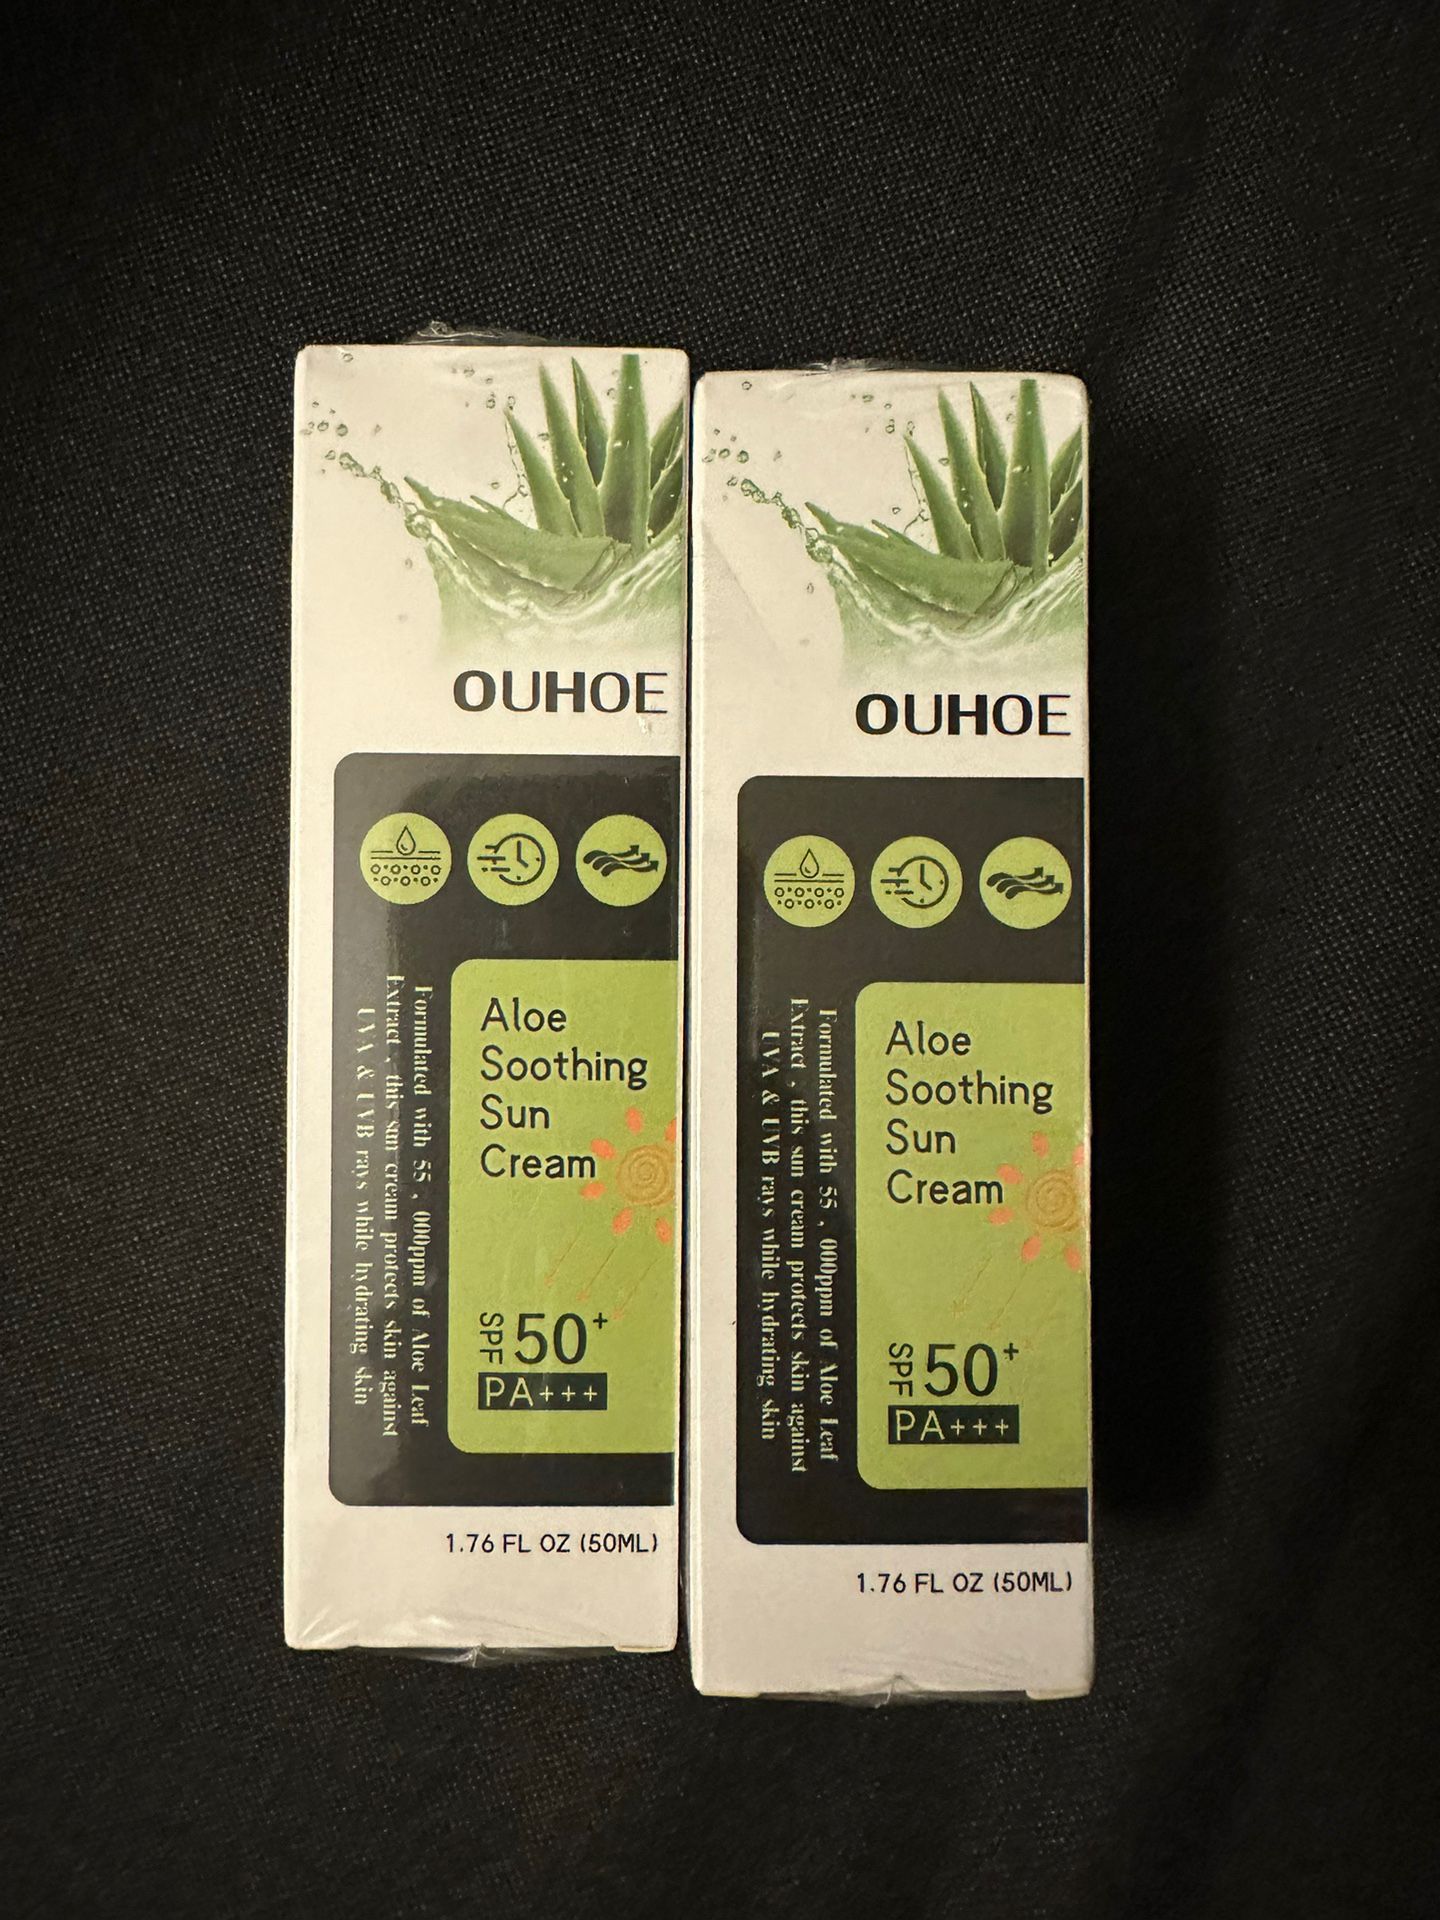 OUHOE
Formulated with 55 , 000ppm of Aloe Leaf
Extract , this sun cream protects skin against
UVA & UVB rays while hydrating skin
Aloe
Soothing
Sun
Cream
SPF 50+
PA+++
1.76 FL OZ (50ML)
OUHOE
Formulated with 55 , 000ppm of Aloe Leaf
Extract , this sun cream protects skin against
UVA & UVB rays while hydrating skin
Aloe
Soothing
Sun
Cream
SPF 50+
PA+++
1.76 FL OZ (50ML)